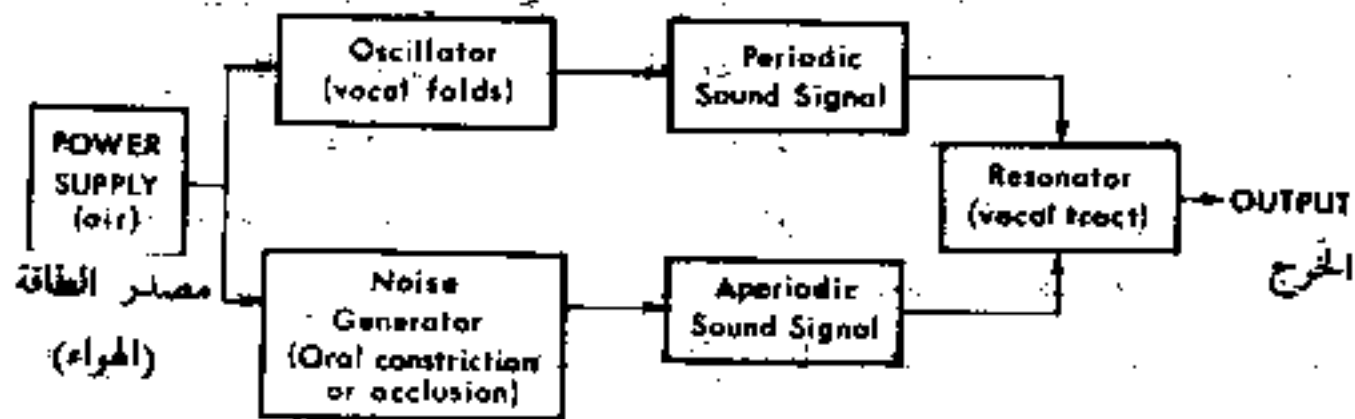 Oscillator
(vocal folds)
Periodic
Sound Signal
POWER
SUPPLY
(air)
مصدر الطاقة
(الهواء)
Resonator
(vocal tract)
OUTPUT
الخرج
Noise
Generator
(Oral constriction
or occlusion)
Aperiodic
Sound Signal